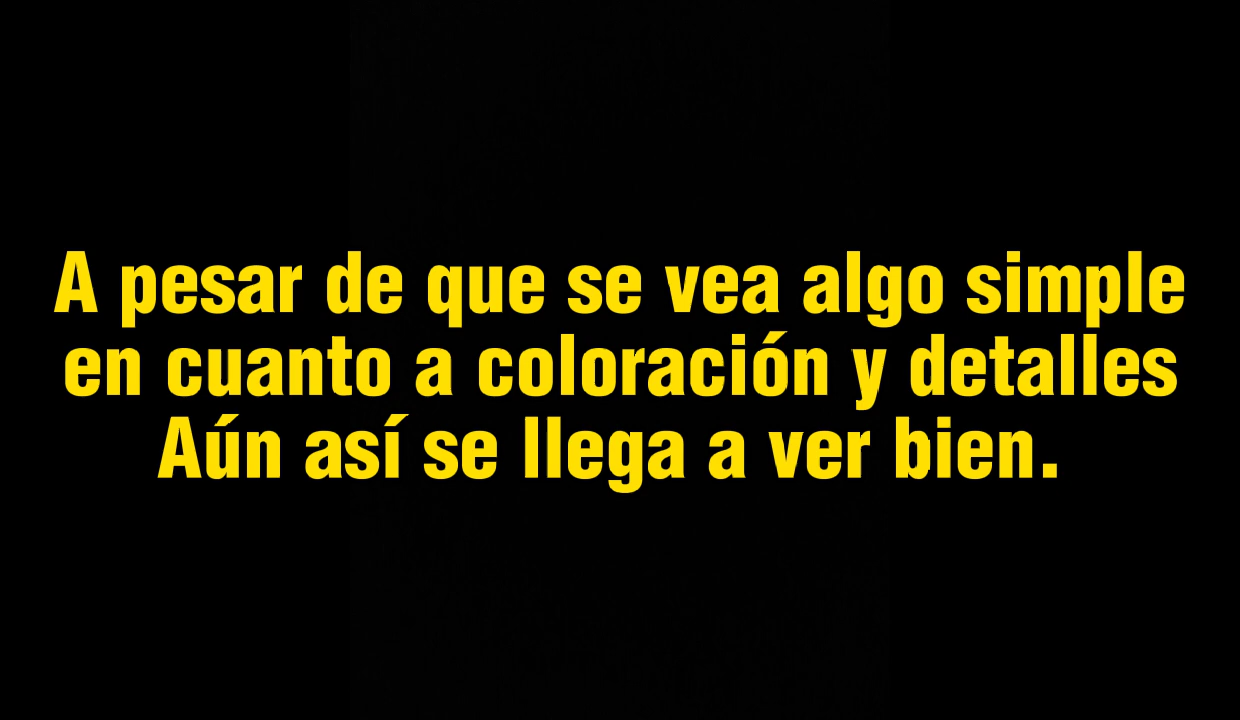 A pesar de que se vea algo simple
en cuanto a coloración y detalles
Aún así se llega a ver bien.